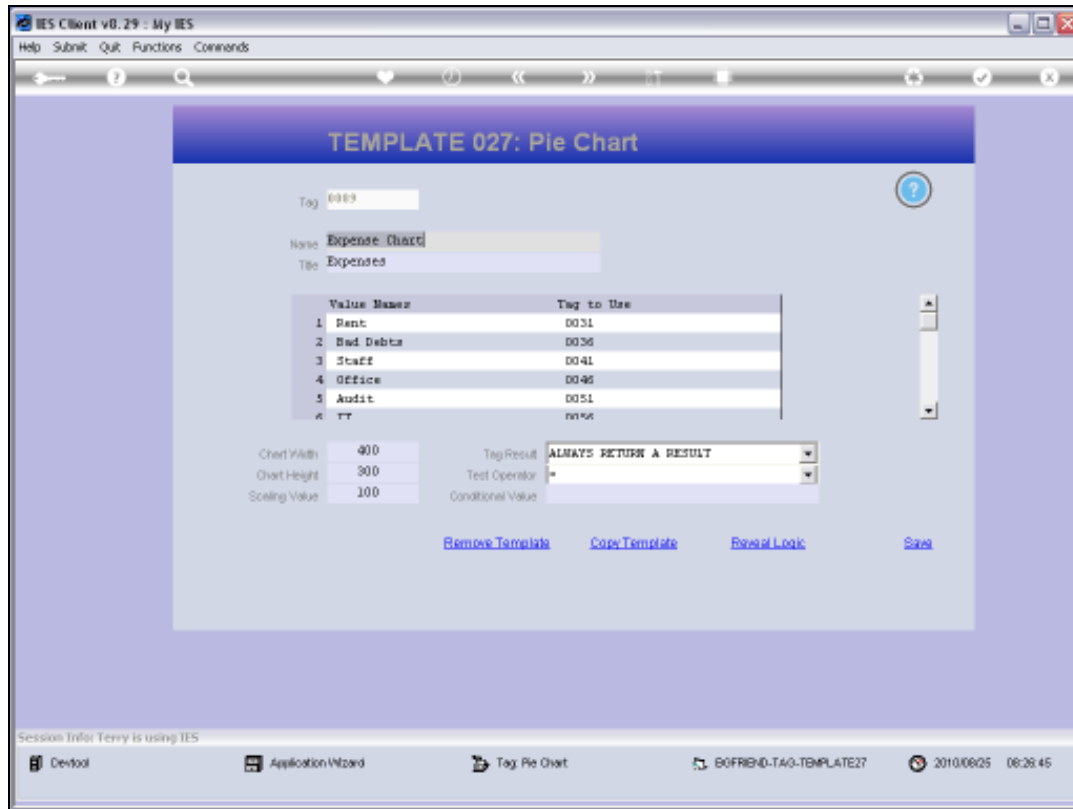 IES Client v8.29 : My IES
Help Submit Quit Functions Commands
TEMPLATE 027: Pie Chart
Tag 0089
Name Expense Chart
Title Expenses
Value Names Tag to Use
1 Rent 0031
2 Bad Debts 0036
3 Staff 0041
4 Office 0046
5 Audit 0051
6 IT 0056
Chart Width 400 Tag Result ALWAYS RETURN A RESULT
Chart Height 300 Test Operator =
Scaling Value 100 Conditional Value
Remove Template Copy Template Reveal Logic Save
Session Info: Terry is using IES
Devtool Application Wizard Tag: Pie Chart BGFRIEND-TAG-TEMPLATE27 2010/08/25 08:26:45